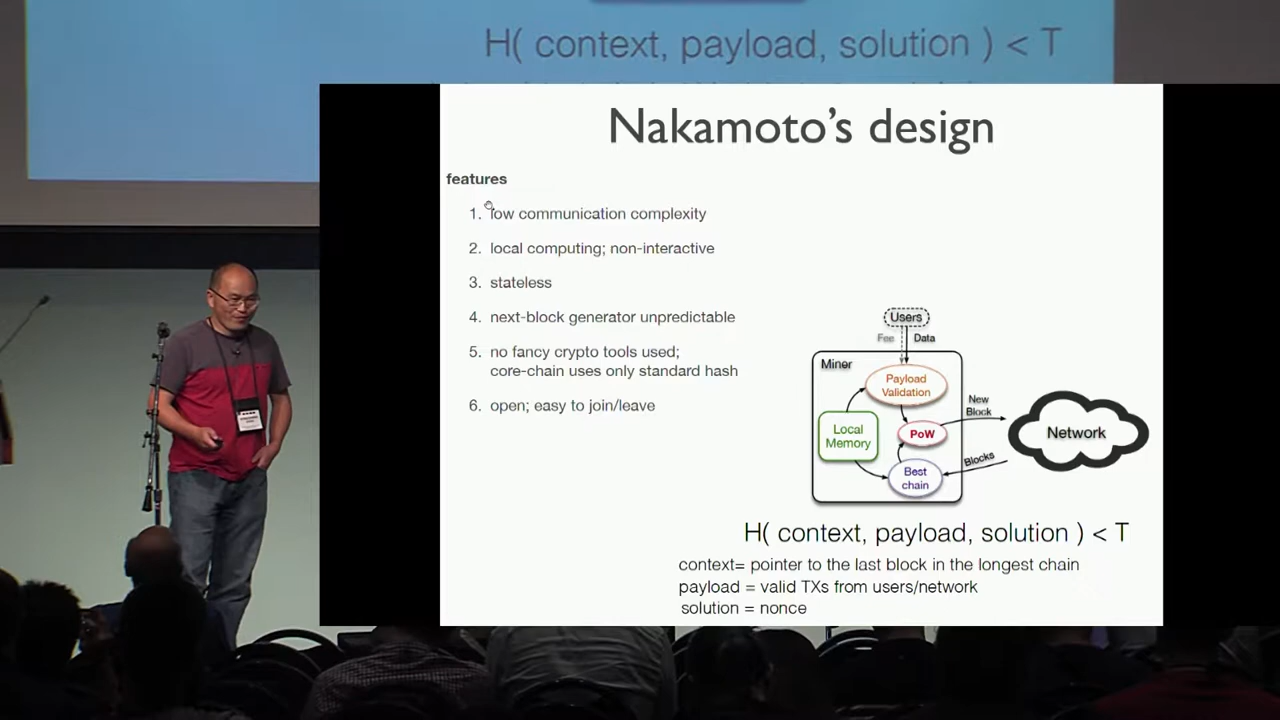 H( context, payload, solution ) < T
Nakamoto's design
features
1. low communication complexity
2. local computing; non-interactive
3. stateless
4. next-block generator unpredictable
5. no fancy crypto tools used;
core-chain uses only standard hash
6. open; easy to join/leave
Users
Fee
Data
Miner
Payload
Validation
New
Block
Local
Memory
PoW
Network
Best
chain
Blocks
H( context, payload, solution ) < T
context= pointer to the last block in the longest chain
payload = valid TXs from users/network
solution = nonce